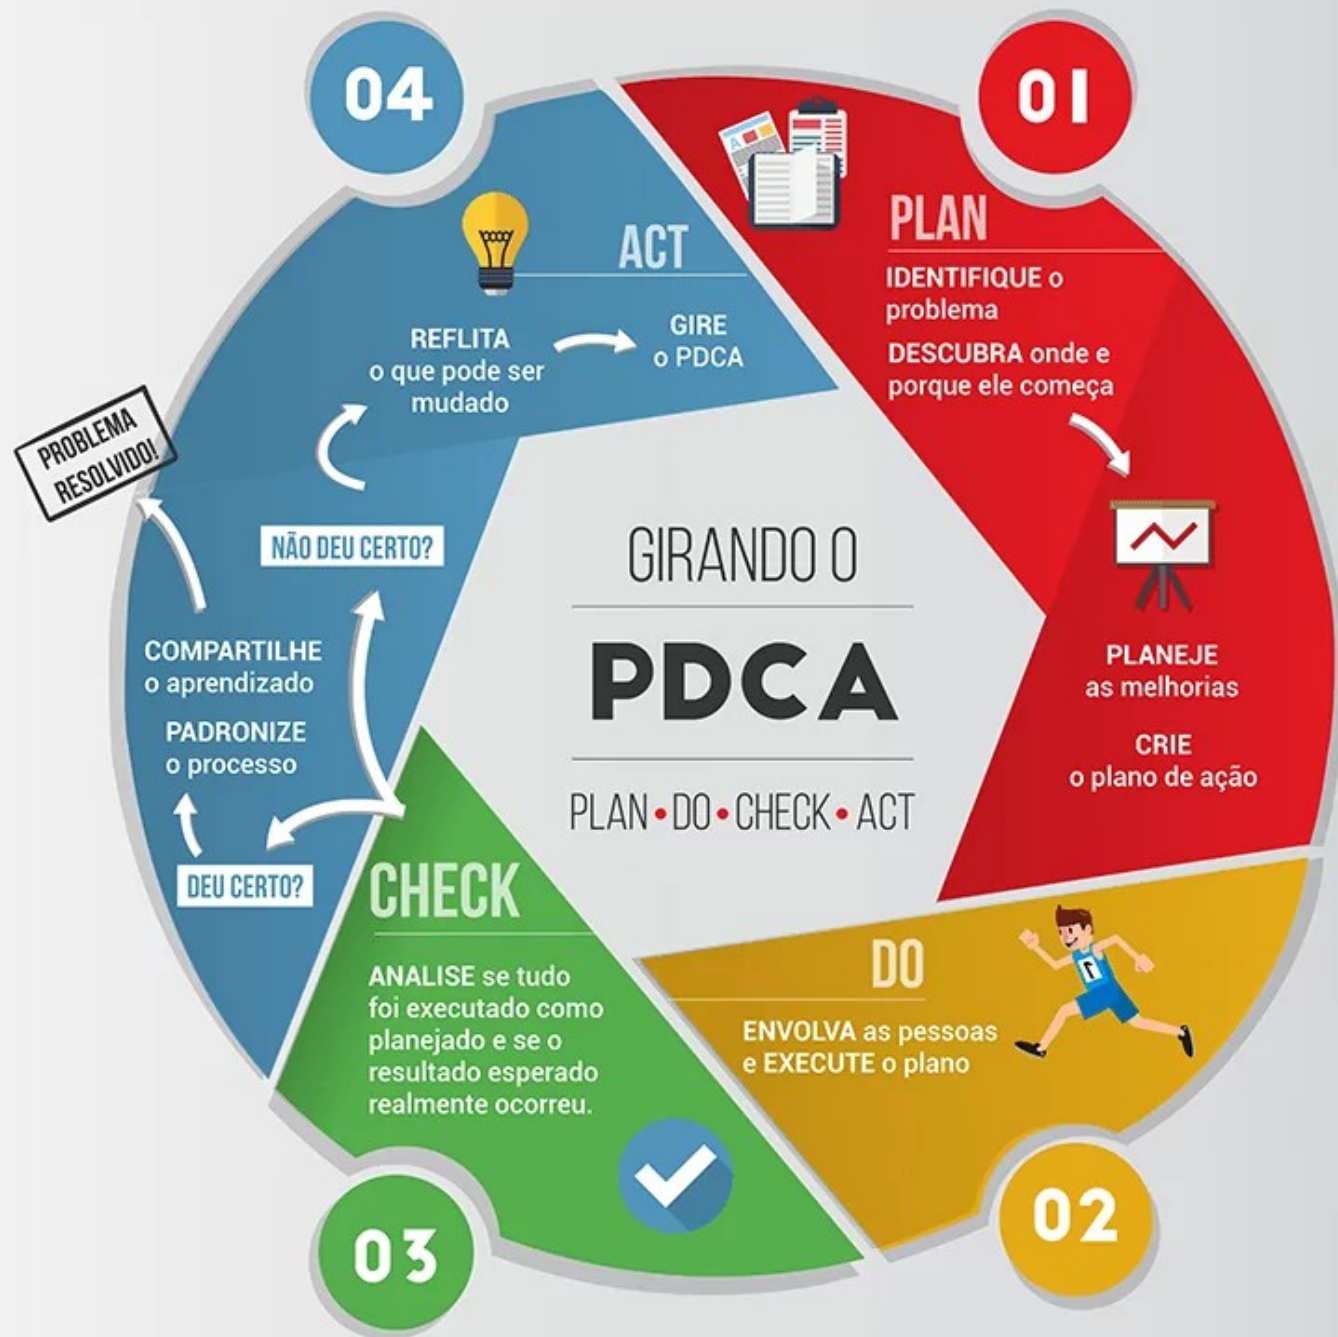 GIRANDO O
PDCA
PLAN • DO • CHECK • ACT
01
PLAN
IDENTIFIQUE o
problema
DESCUBRA onde e
porque ele começa
PLANEJE
as melhorias
CRIE
o plano de ação
02
DO
ENVOLVA as pessoas
e EXECUTE o plano
03
CHECK
ANALISE se tudo
foi executado como
planejado e se o
resultado esperado
realmente ocorreu.
04
ACT
DEU CERTO?
PADRONIZE
o processo
COMPARTILHE
o aprendizado
PROBLEMA
RESOLVIDO!
NÃO DEU CERTO?
REFLITA
o que pode ser
mudado
GIRE
o PDCA